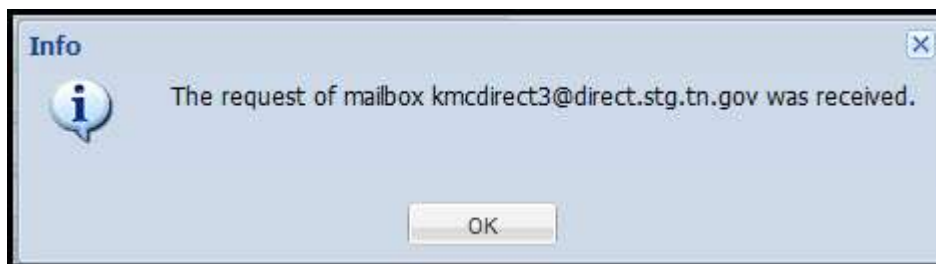 Info
The request of mailbox kmcdirect3@direct.stg.tn.gov was received.
OK